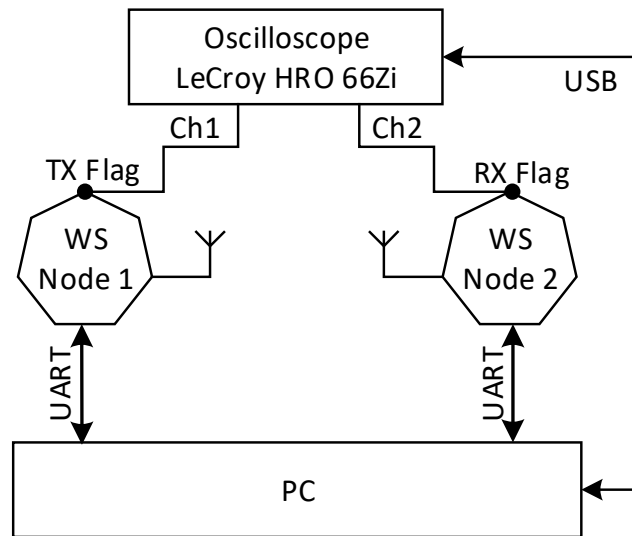 Oscilloscope
LeCroy HRO 66Zi
USB
Ch1
Ch2
TX Flag
RX Flag
WS
Node 1
WS
Node 2
UART
UART
PC